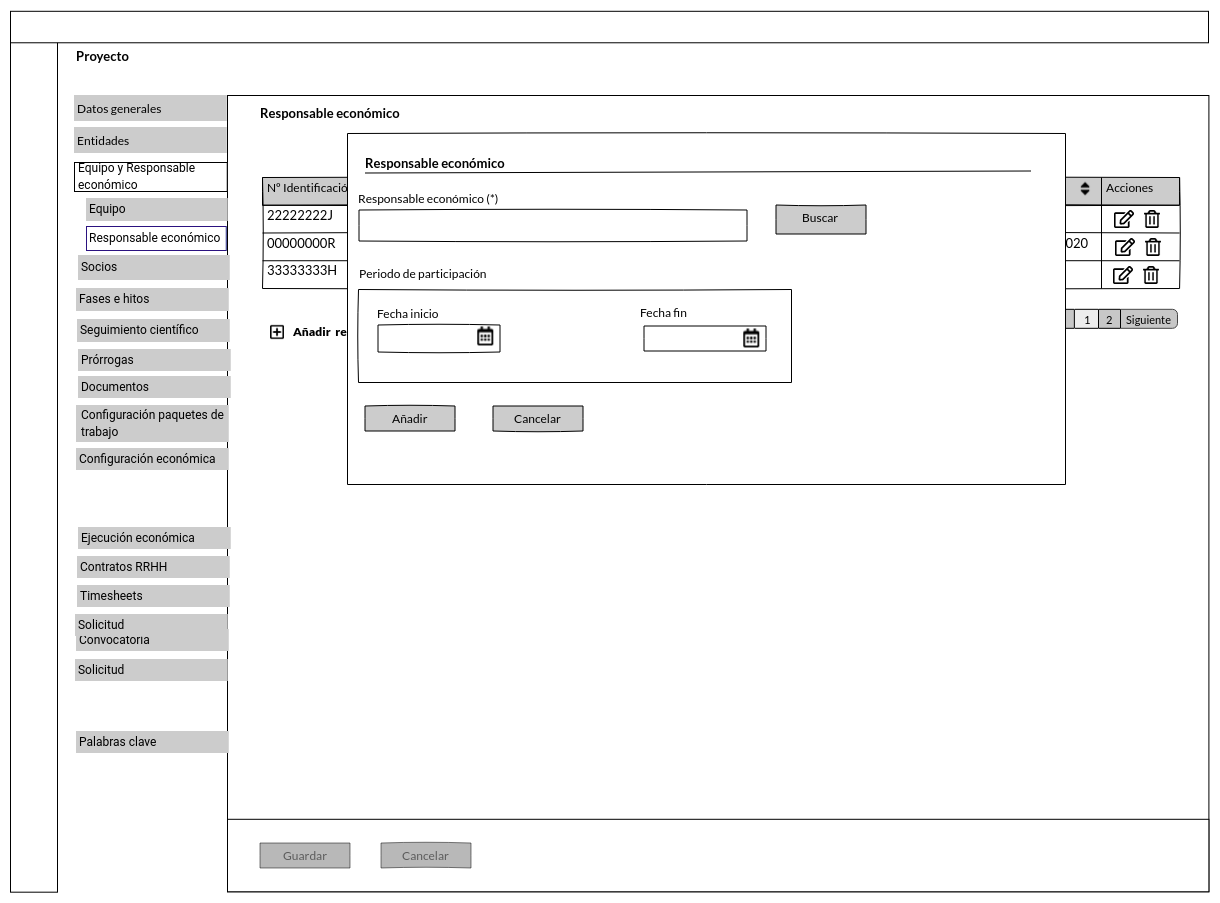 Proyecto
Datos generales
Entidades
Equipo y Responsable
económico
Equipo
Responsable económico
Socios
Fases e hitos
Seguimiento científico
Prórrogas
Documentos
Configuración paquetes de
trabajo
Configuración económica
Ejecución económica
Contratos RRHH
Timesheets
Solicitud
Convocatoria
Solicitud
Palabras clave
Responsable económico
Nº Identificació
Acciones
22222222J
00000000R
020
33333333H
Añadir re
1 2 Siguiente
Responsable económico
Responsable económico (*)
Buscar
Periodo de participación
Fecha inicio
Fecha fin
Añadir
Cancelar
Guardar
Cancelar